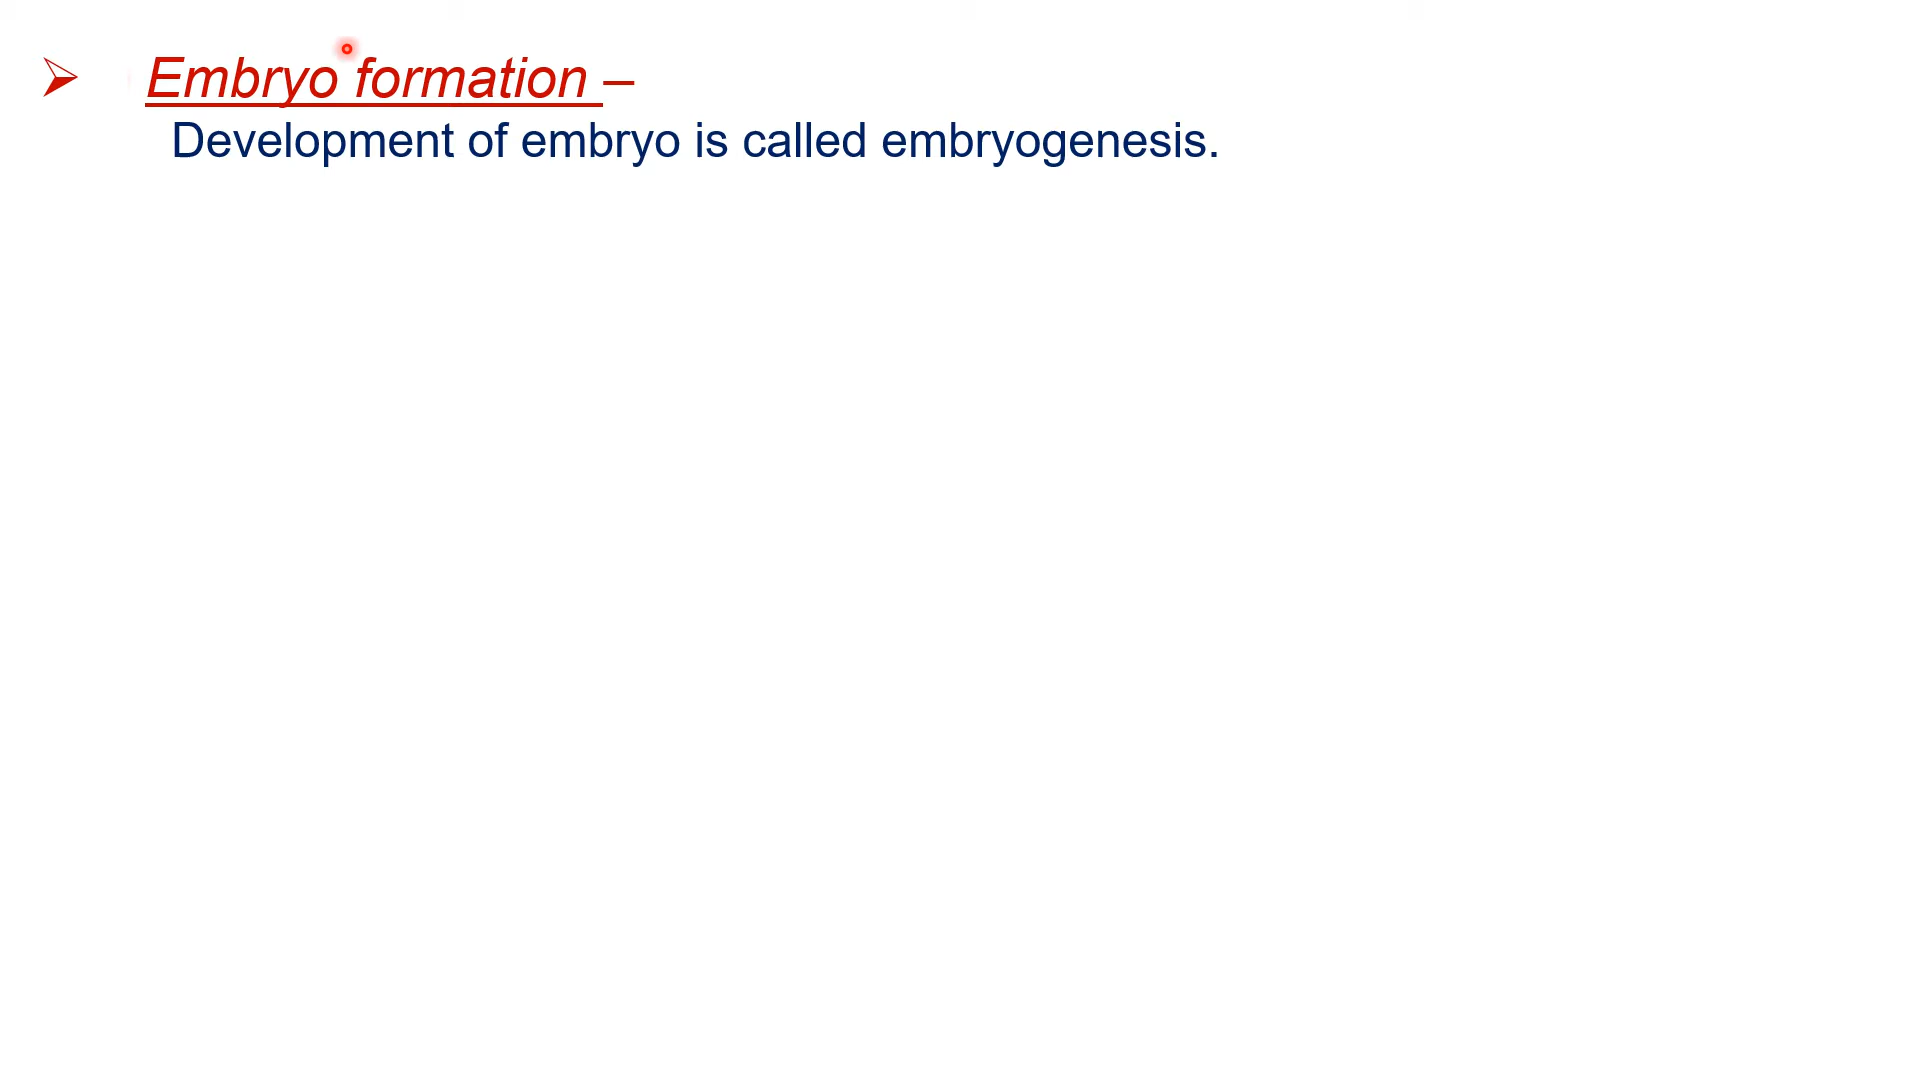 Embryo formation –
Development of embryo is called embryogenesis.